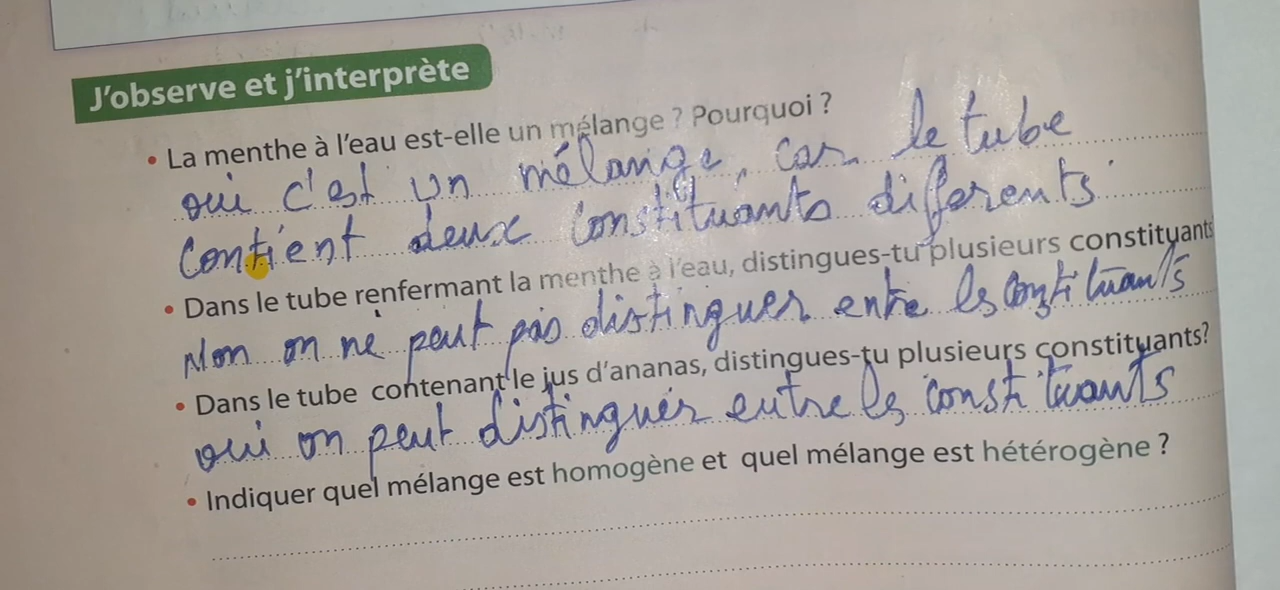 J'observe et j'interprète
• La menthe à l'eau est-elle un mélange ? Pourquoi ?
oui c'est un mélange, car le tube
contient deux constituants differents
• Dans le tube renfermant la menthe à l'eau, distingues-tu plusieurs constituants
Non on ne peut pas distinguer entre les constituants
• Dans le tube contenant le jus d'ananas, distingues-tu plusieurs constituants?
oui on peut distinguer entre les constituants
• Indiquer quel mélange est homogène et quel mélange est hétérogène ?